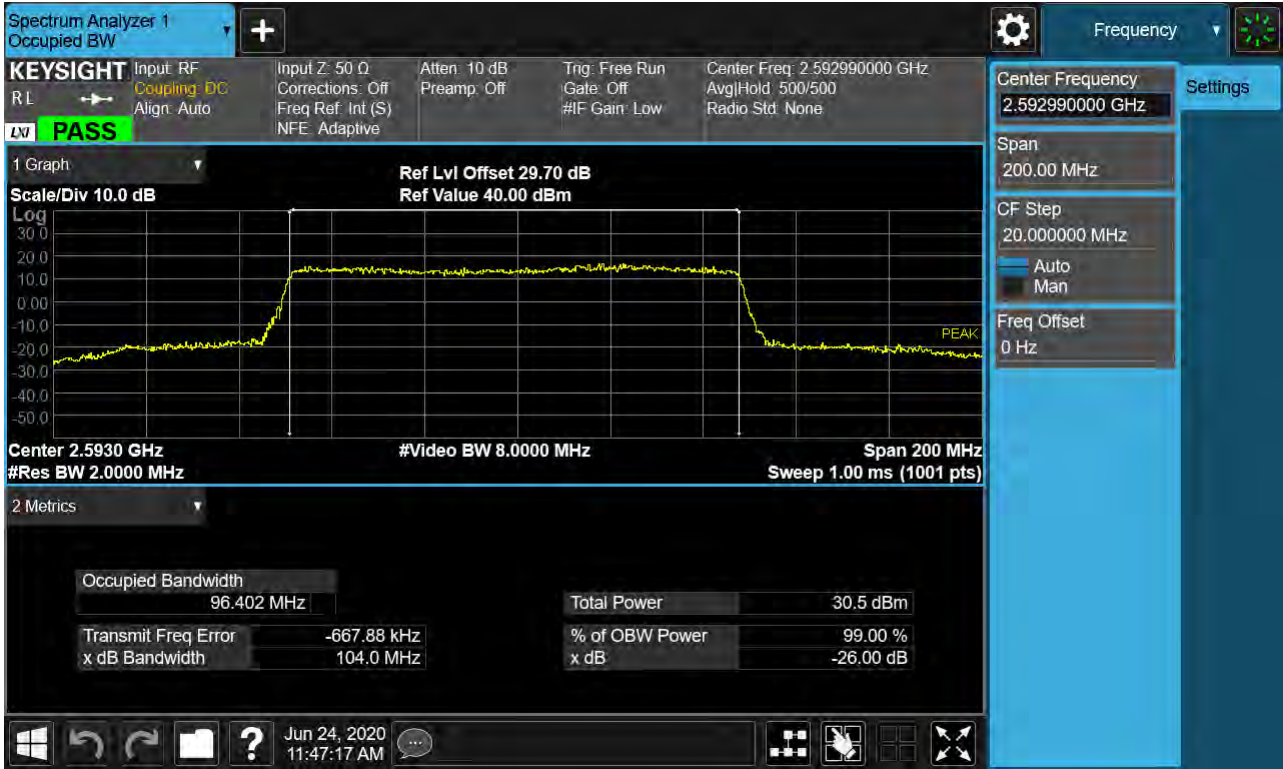 Spectrum Analyzer 1
Occupied BW
Frequency
KEYSIGHT
RL
LXI PASS
Input: RF
Coupling: DC
Align: Auto
Input Z: 50 Ω
Corrections: Off
Freq Ref: Int (S)
NFE: Adaptive
Atten: 10 dB
Preamp: Off
Trig: Free Run
Gate: Off
#IF Gain: Low
Center Freq: 2.592990000 GHz
Avg|Hold: 500/500
Radio Std: None
Center Frequency
2.592990000 GHz
Settings
Span
200.00 MHz
CF Step
20.000000 MHz
Auto
Man
Freq Offset
0 Hz
1 Graph
Scale/Div 10.0 dB
Ref Lvl Offset 29.70 dB
Ref Value 40.00 dBm
Log
30.0
20.0
10.0
0.00
-10.0
-20.0
-30.0
-40.0
-50.0
PEAK
Center 2.5930 GHz
#Video BW 8.0000 MHz
Span 200 MHz
#Res BW 2.0000 MHz
Sweep 1.00 ms (1001 pts)
2 Metrics
Occupied Bandwidth
96.402 MHz
Total Power 30.5 dBm
Transmit Freq Error -667.88 kHz
% of OBW Power 99.00 %
x dB Bandwidth 104.0 MHz
x dB -26.00 dB
?
Jun 24, 2020
11:47:17 AM